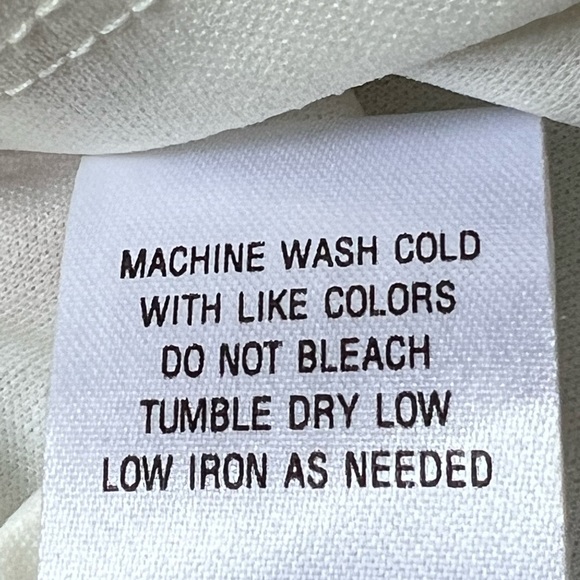 MACHINE WASH COLD
WITH LIKE COLORS
DO NOT BLEACH
TUMBLE DRY LOW
LOW IRON AS NEEDED